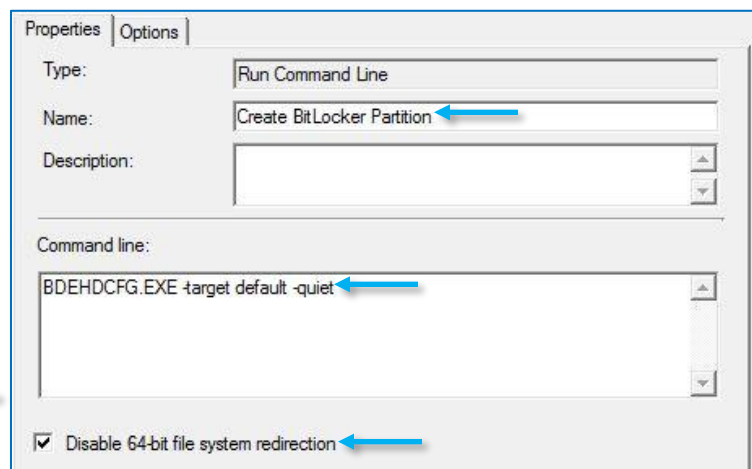 Properties Options
Type: Run Command Line
Name: Create BitLocker Partition
Description:
Command line:
BDEHDCFG.EXE -target default -quiet
Disable 64-bit file system redirection